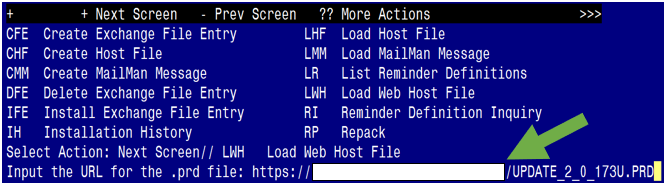 + + Next Screen - Prev Screen ?? More Actions >>>
CFE Create Exchange File Entry LHF Load Host File
CHF Create Host File LMM Load MailMan Message
CMM Create MailMan Message LR List Reminder Definitions
DFE Delete Exchange File Entry LWH Load Web Host File
IFE Install Exchange File Entry RI Reminder Definition Inquiry
IH Installation History RP Repack
Select Action: Next Screen// LWH Load Web Host File
Input the URL for the .prd file: https:// /UPDATE_2_0_173U.PRD